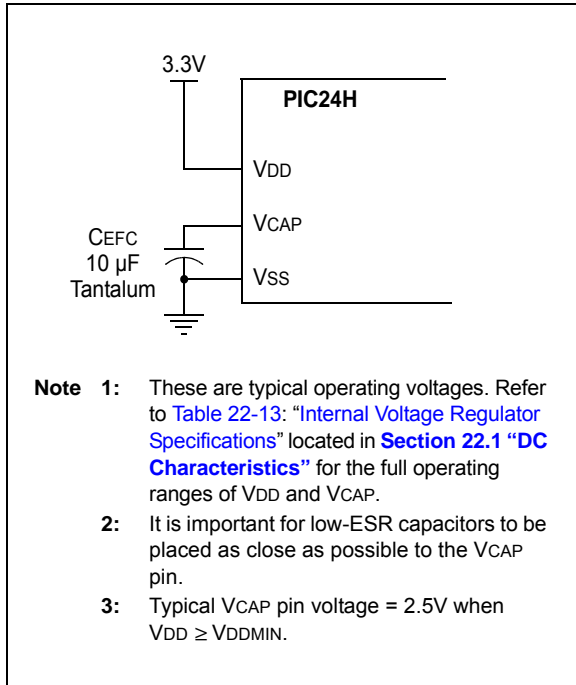 3.3V
PIC24H
VDD
VCAP
CEFC
10 µF
Tantalum
VSS
Note 1: These are typical operating voltages. Refer
to Table 22-13: “Internal Voltage Regulator
Specifications” located in Section 22.1 “DC
Characteristics” for the full operating
ranges of VDD and VCAP.
2: It is important for low-ESR capacitors to be
placed as close as possible to the VCAP
pin.
3: Typical VCAP pin voltage = 2.5V when
VDD ≥ VDDMIN.